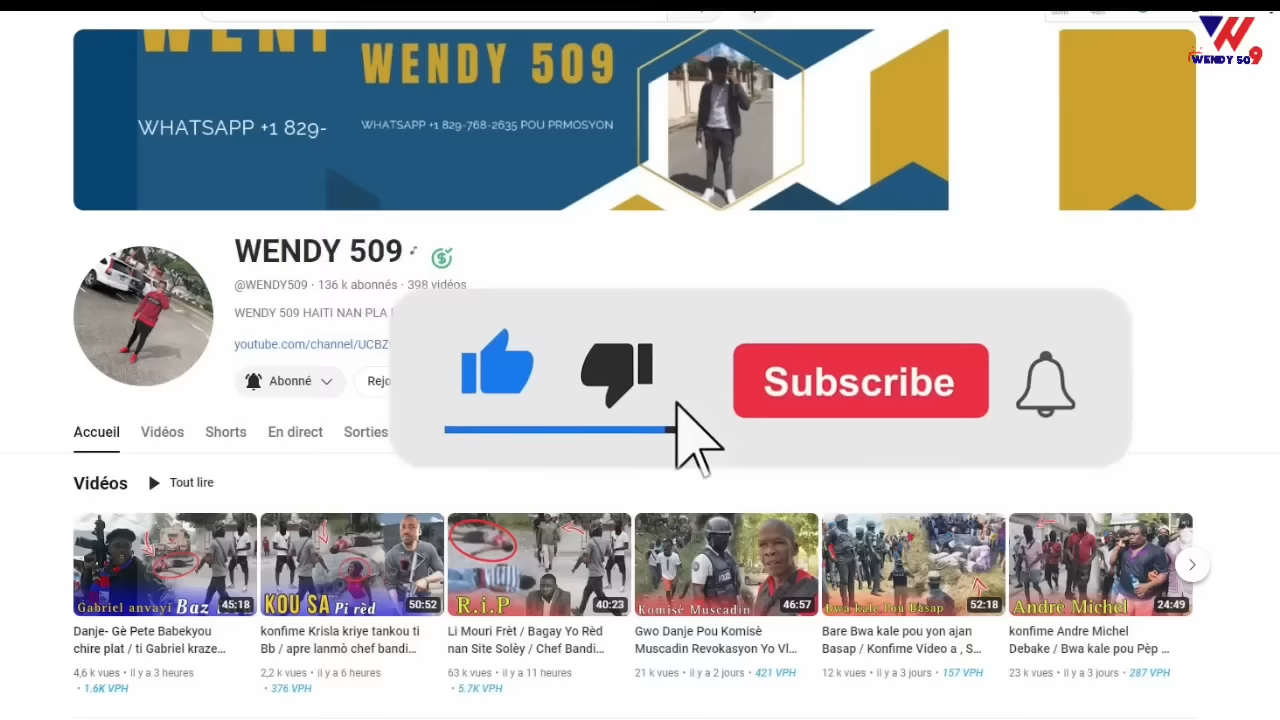 WENDY 509
WENDY 509
WHATSAPP +1 829-
WHATSAPP +1 829-768-2635 POU PRMOSYON
WENDY 509
@WENDY509 · 136 k abonnés · 398 vidéos
WENDY 509 HAITI NAN PLA
youtube.com/channel/UCBZ
Abonné
Rejo
Subscribe
Accueil
Vidéos
Shorts
En direct
Sorties
Vidéos
Tout lire
Gabriel anvayi Baz
45:18
KOU SA Pi rèd
50:52
R.i.P
40:23
Komisè Muscadin
46:57
Bwa kale pou Basap
52:18
Andre Michel
24:49
Danje- Gè Pete Babekyou
chire plat / ti Gabriel kraze...
4,6 k vues · il y a 3 heures
· 1.6K VPH
konfime Krisla kriye tankou ti
Bb / apre lanmò chef bandi...
2,2 k vues · il y a 6 heures
· 376 VPH
Li Mouri Frèt / Bagay Yo Rèd
nan Site Solèy / Chef Bandi...
63 k vues · il y a 11 heures
· 5.7K VPH
Gwo Danje Pou Komisè
Muscadin Revokasyon Yo Vl...
21 k vues · il y a 2 jours · 421 VPH
Bare Bwa kale pou yon ajan
Basap / Konfime Video a , S...
12 k vues · il y a 3 jours · 157 VPH
konfime Andre Michel
Debake / Bwa kale pou Pèp ...
23 k vues · il y a 3 jours · 287 VPH